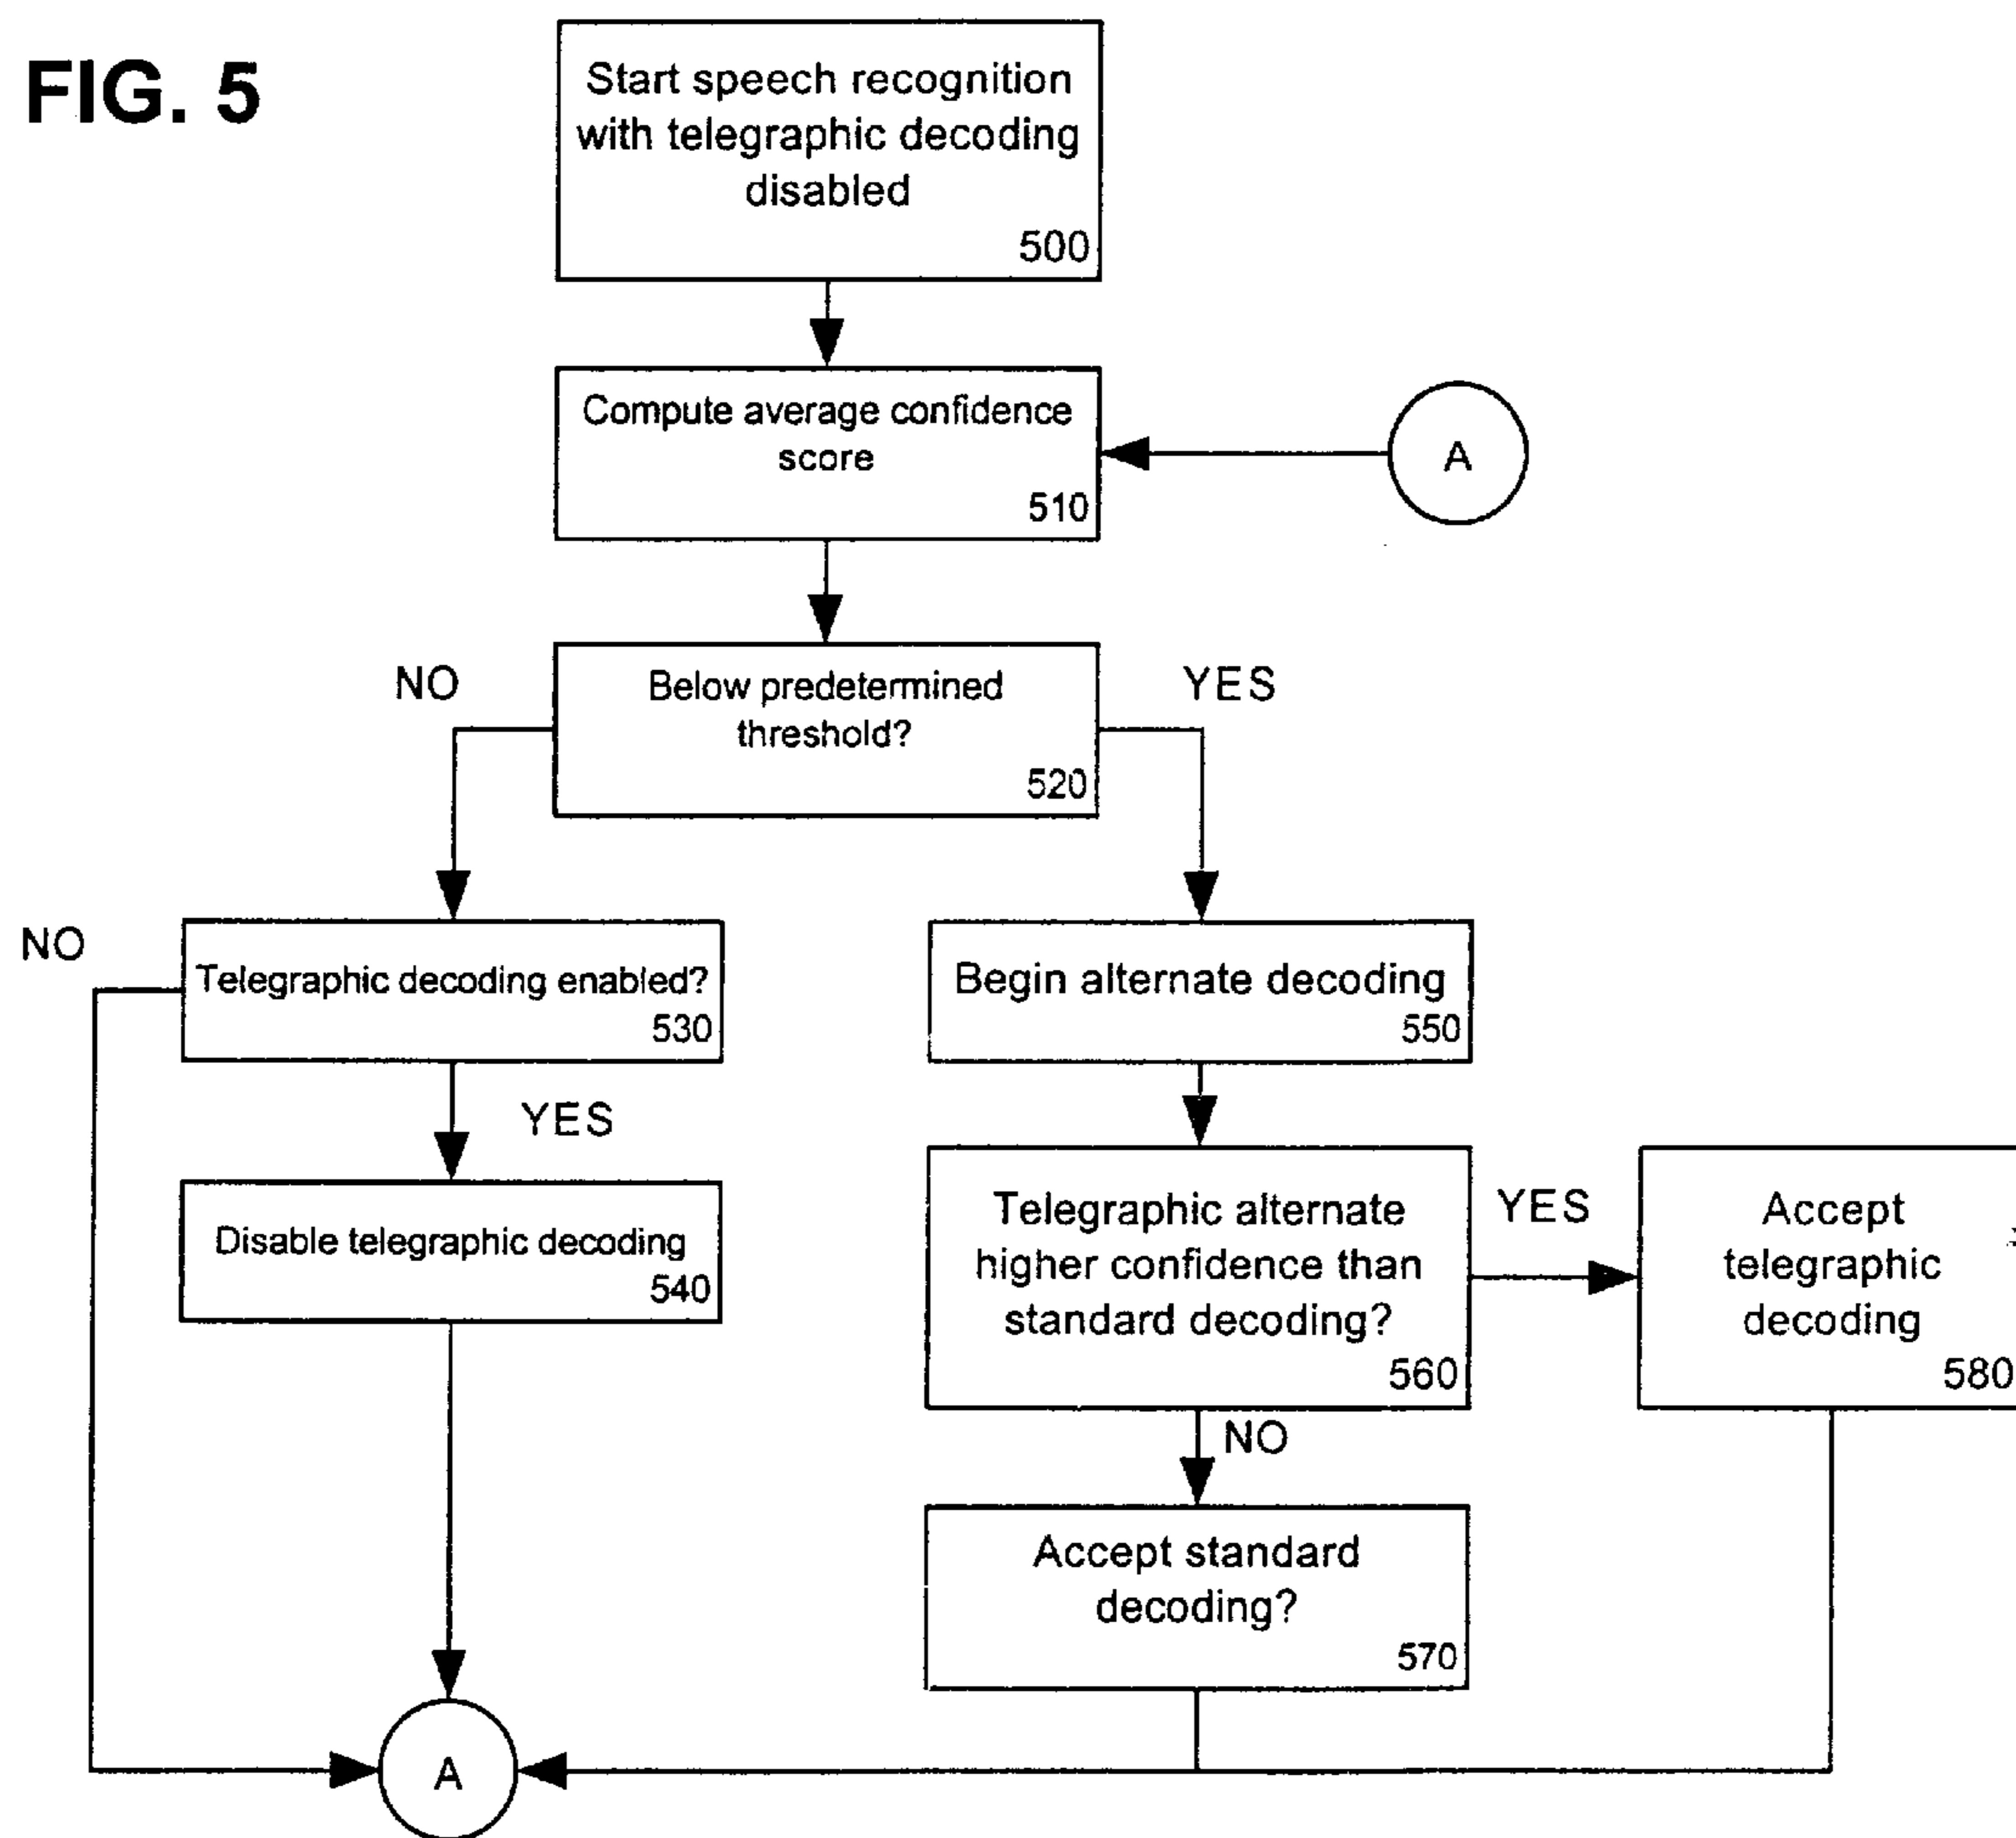 FIG. 5
Start speech recognition
with telegraphic decoding
disabled
500
Compute average confidence
score
510
A
NO
Below predetermined
threshold?
520
YES
NO
Telegraphic decoding enabled?
530
Begin alternate decoding
550
YES
Disable telegraphic decoding
540
Telegraphic alternate
higher confidence than
standard decoding?
560
YES
Accept
telegraphic
decoding
580
NO
Accept standard
decoding?
570
A